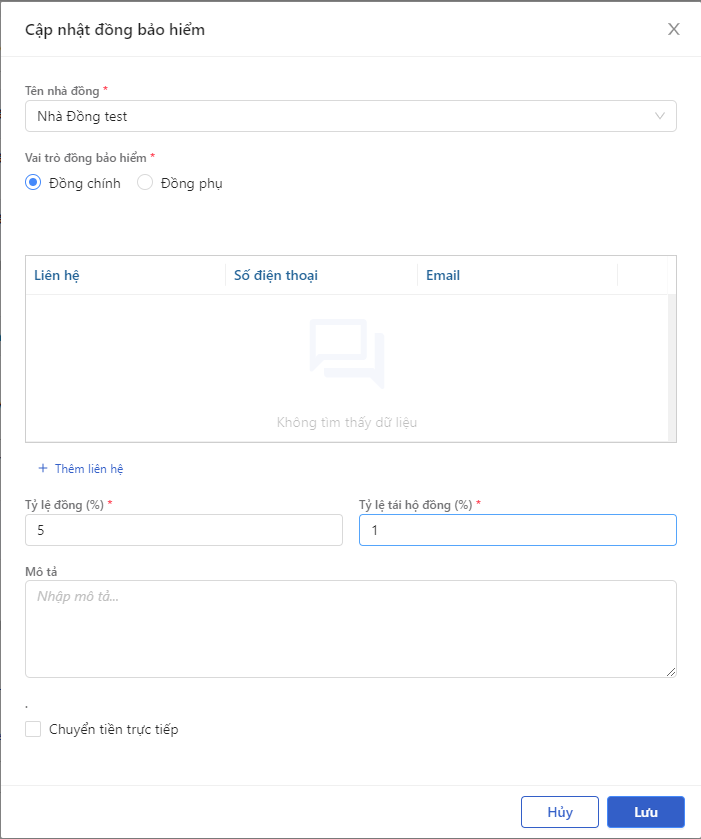 Cập nhật đồng bảo hiểm
Tên nhà đồng *
Nhà Đồng test
Vai trò đồng bảo hiểm *
Đồng chính Đồng phụ
Liên hệ Số điện thoại Email
Không tìm thấy dữ liệu
+ Thêm liên hệ
Tỷ lệ đồng (%) * Tỷ lệ tái hộ đồng (%) *
5 1
Mô tả
Nhập mô tả...
.
Chuyển tiền trực tiếp
Hủy Lưu